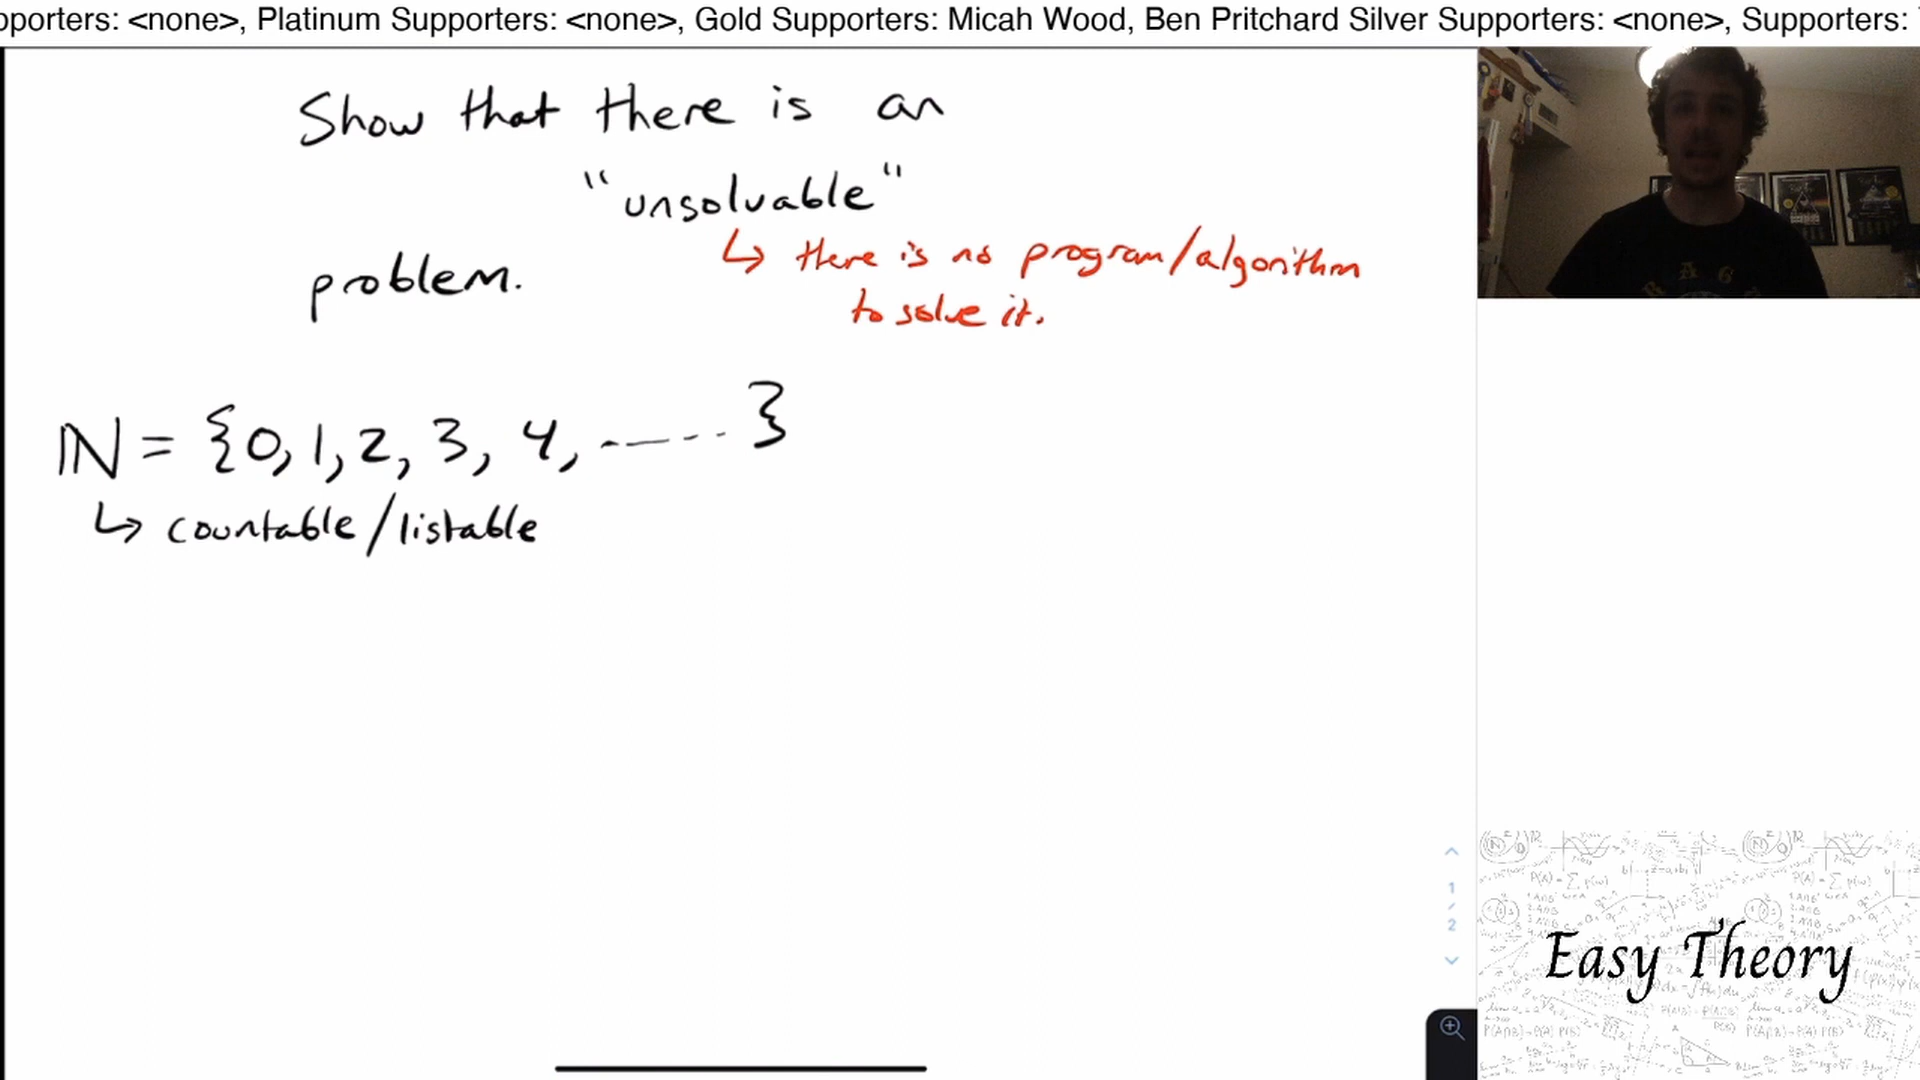 pporters: <none>, Platinum Supporters: <none>, Gold Supporters: Micah Wood, Ben Pritchard Silver Supporters: <none>, Supporters:
Show that there is an
"unsolvable"
↳ there is no program/algorithm
problem.
to solve it.
ℕ = {0, 1, 2, 3, 4, ------ }
↳ countable/listable
1
/
2
Easy Theory